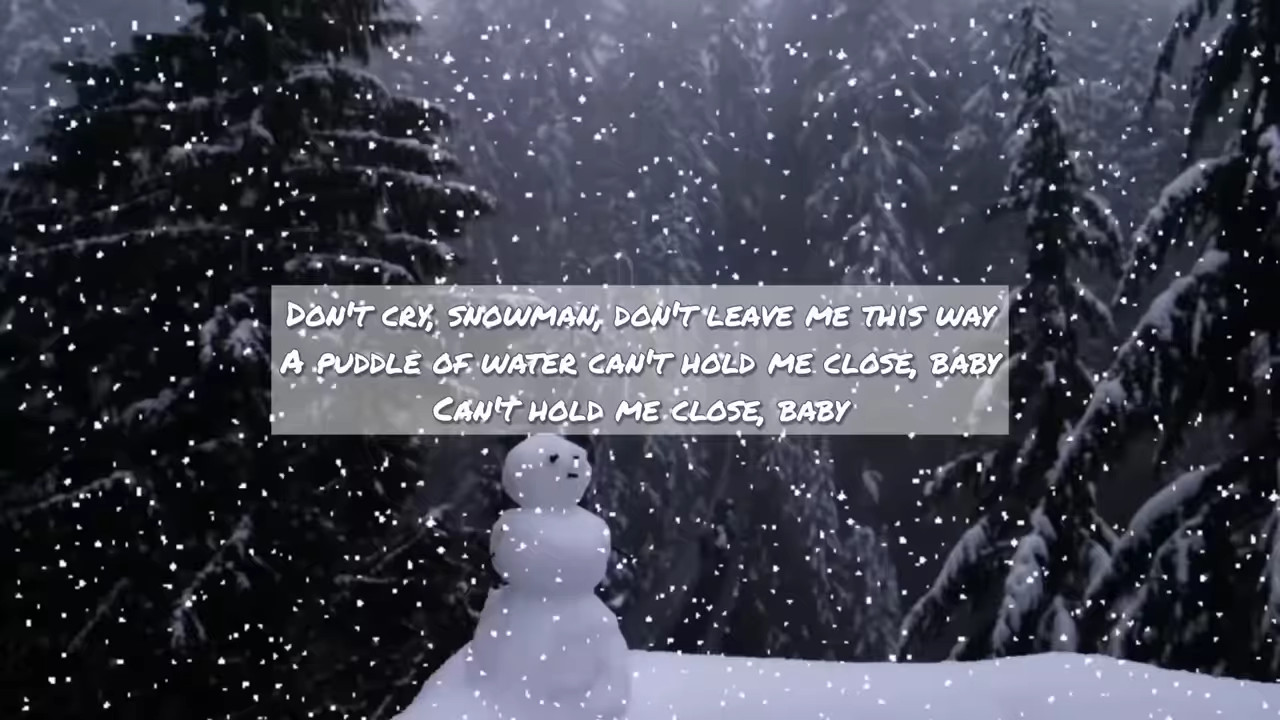 Don't cry, snowman, don't leave me this way
A puddle of water can't hold me close, baby
Can't hold me close, baby